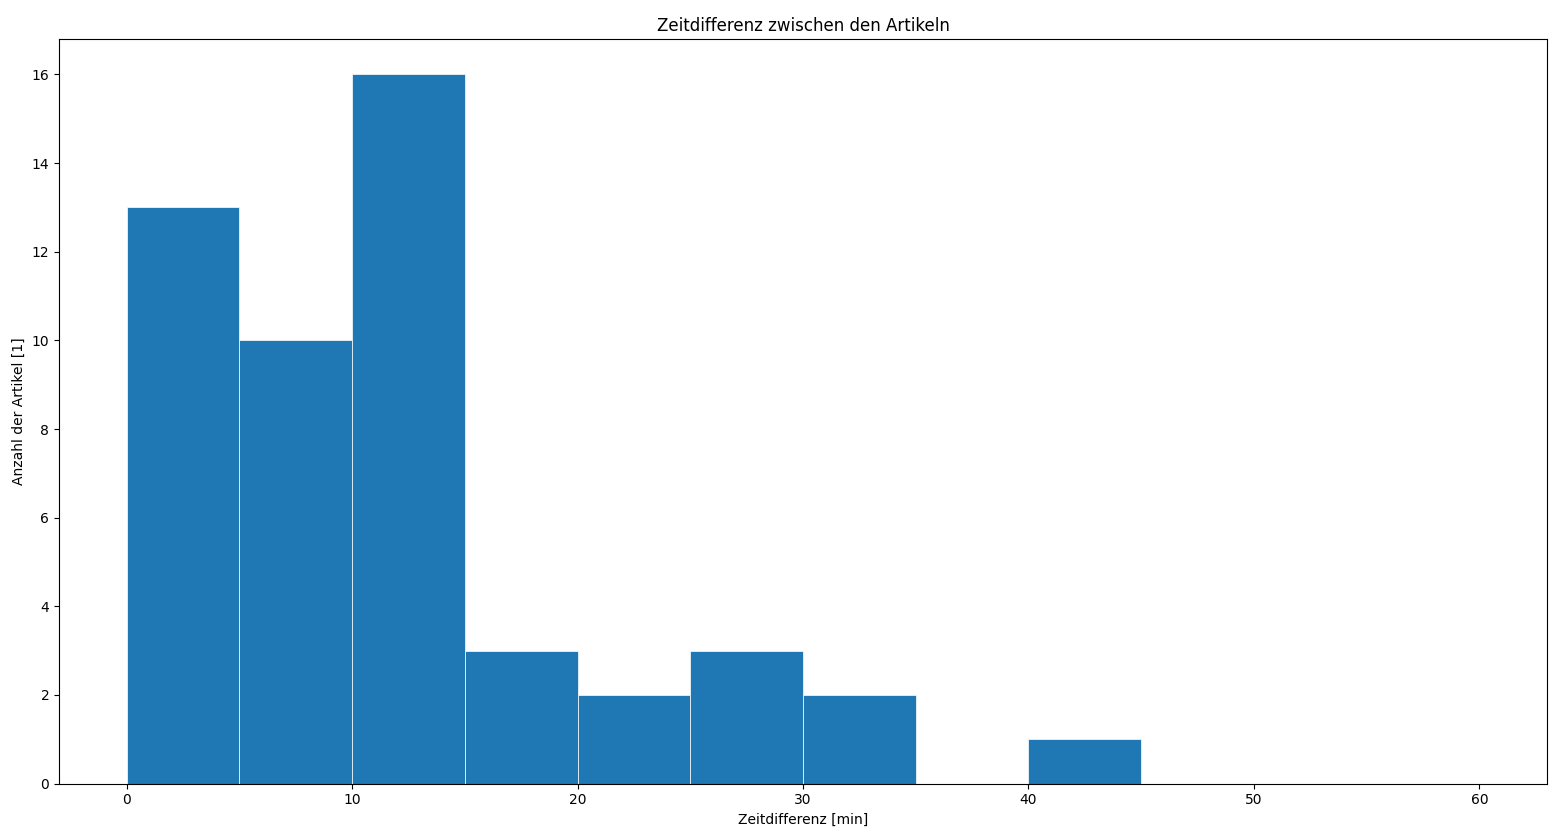 Zeitdifferenz zwischen den Artikeln
16
14
12
10
8
6
4
2
0
Anzahl der Artikel [1]
0 10 20 30 40 50 60
Zeitdifferenz [min]